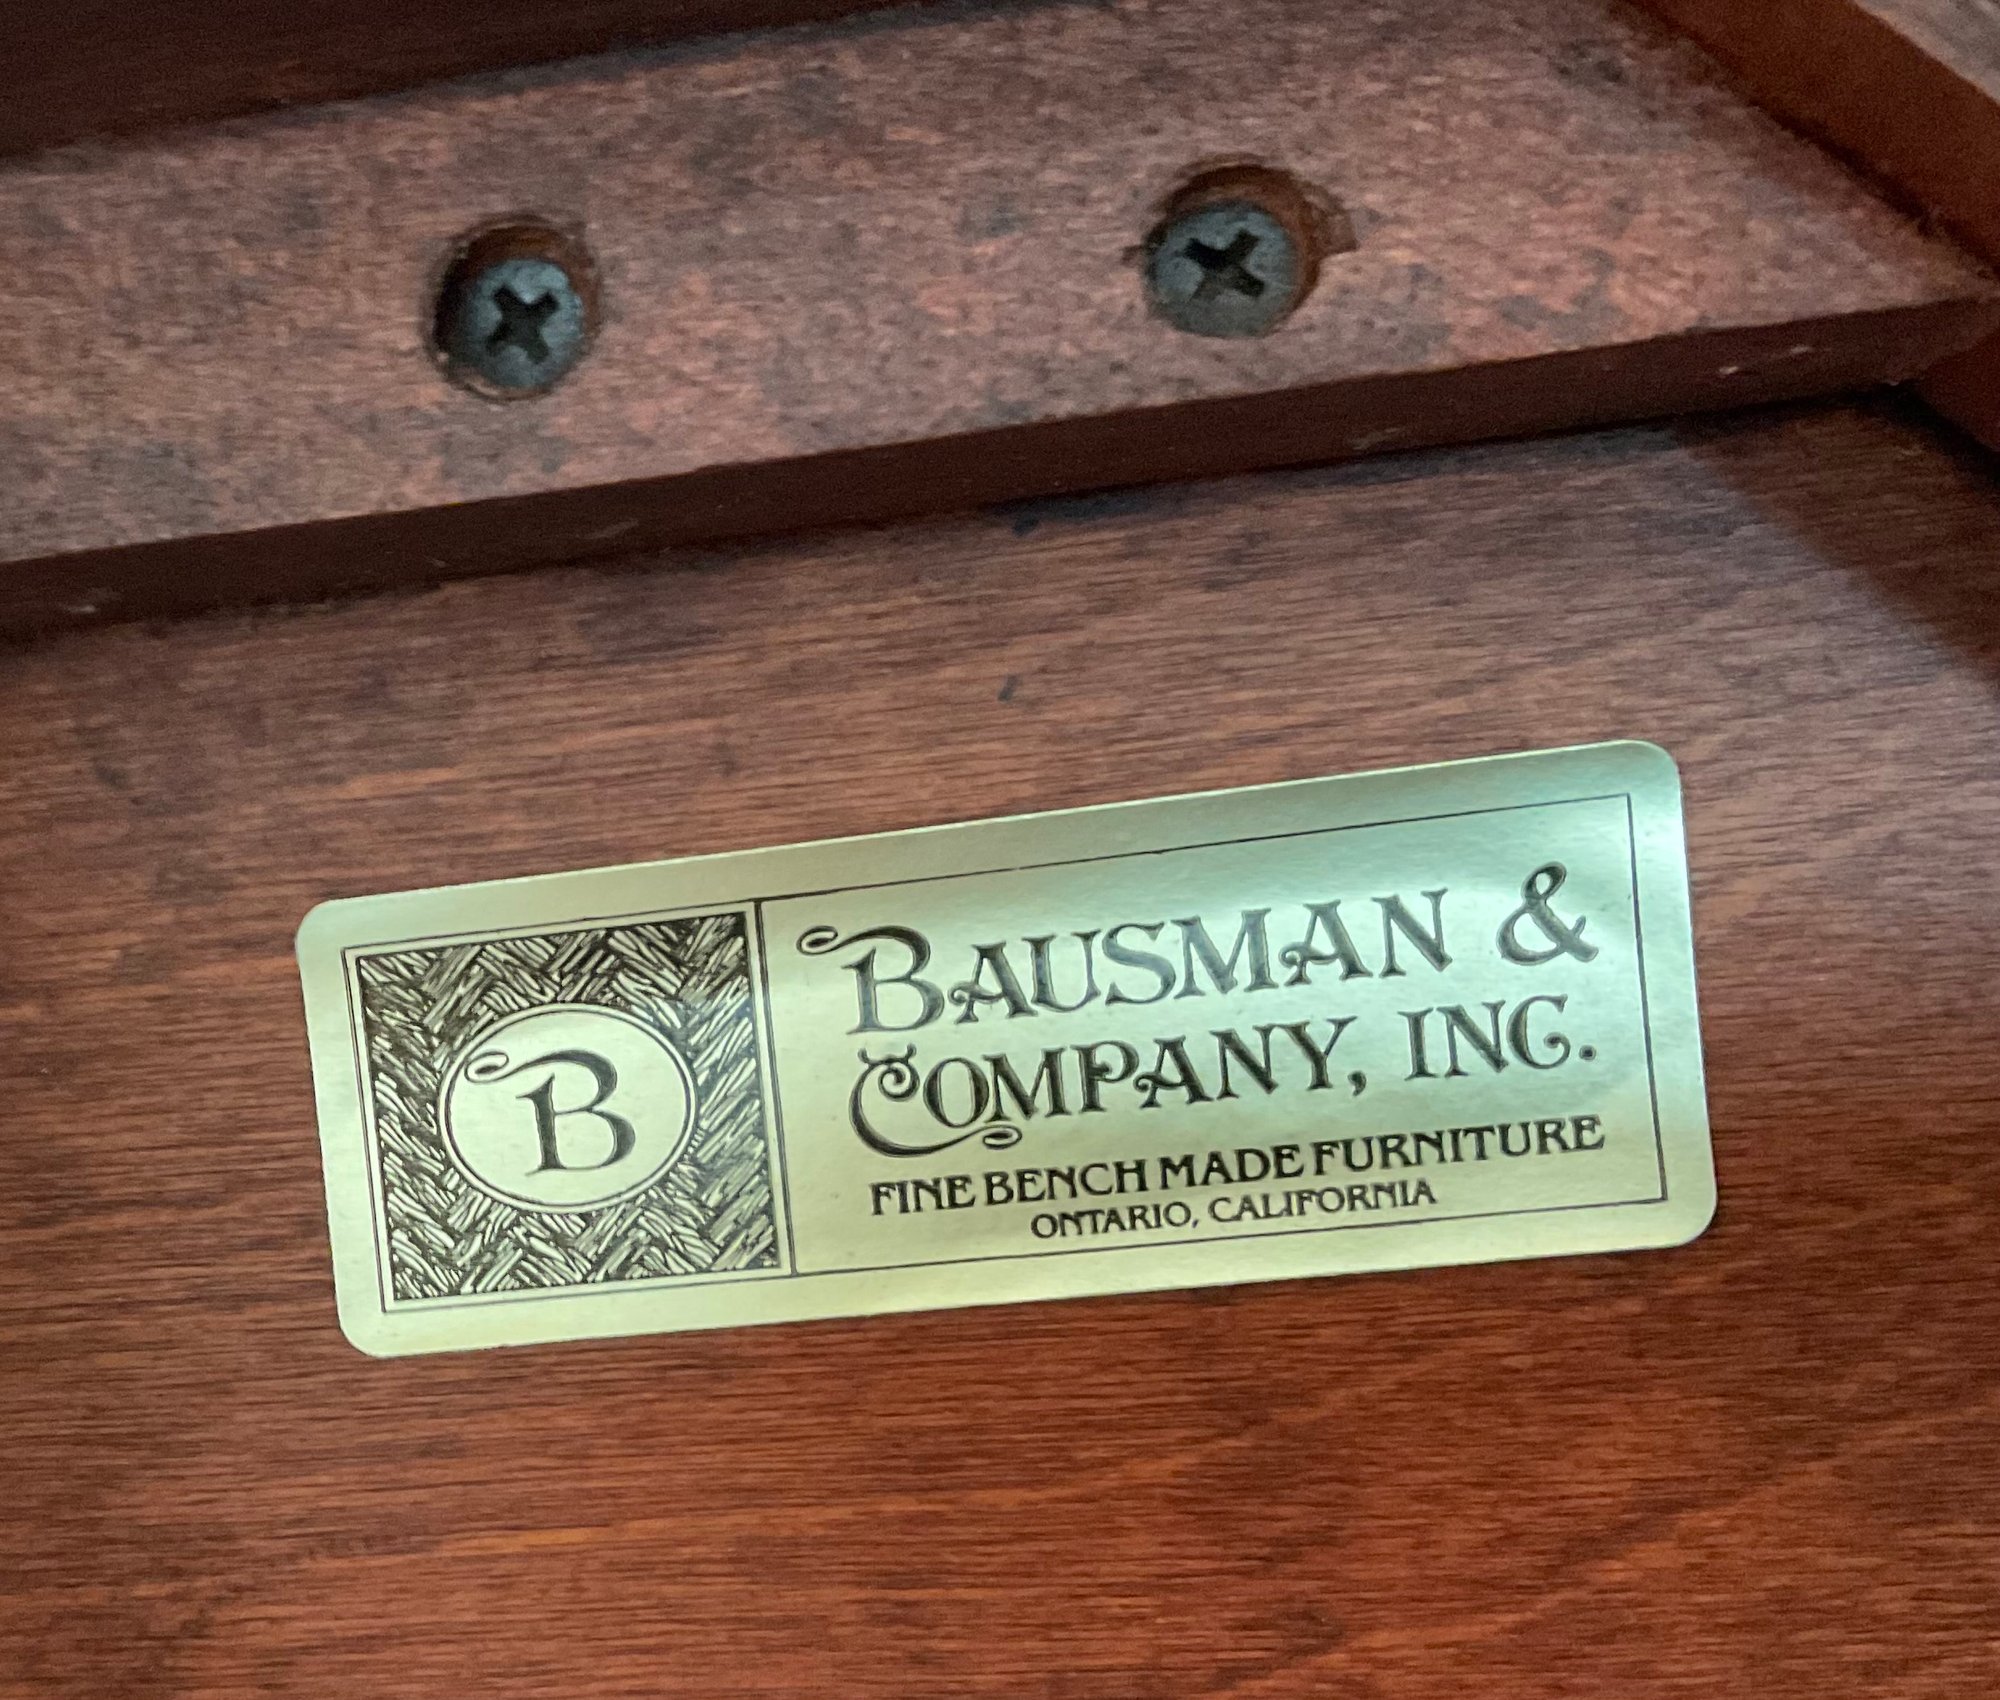 B
BAUSMAN &
COMPANY, INC.
FINE BENCH MADE FURNITURE
ONTARIO, CALIFORNIA